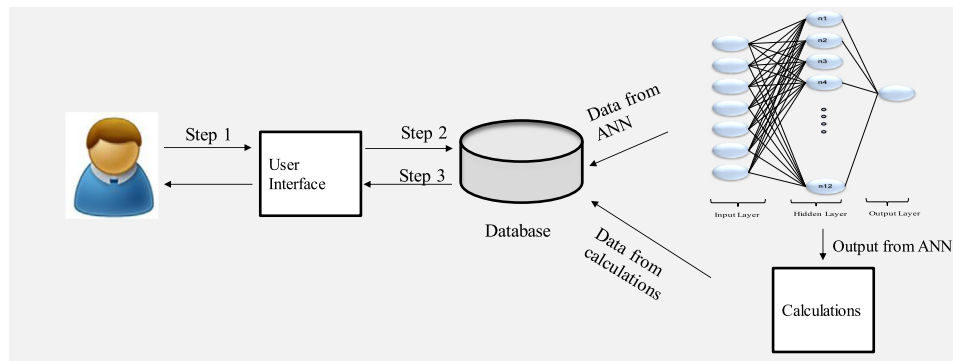 Step 1
User
Interface
Step 2
Step 3
Database
Data from
ANN
Data from
calculations
n1
n2
n3
n4
n12
Input Layer
Hidden Layer
Output Layer
Output from ANN
Calculations